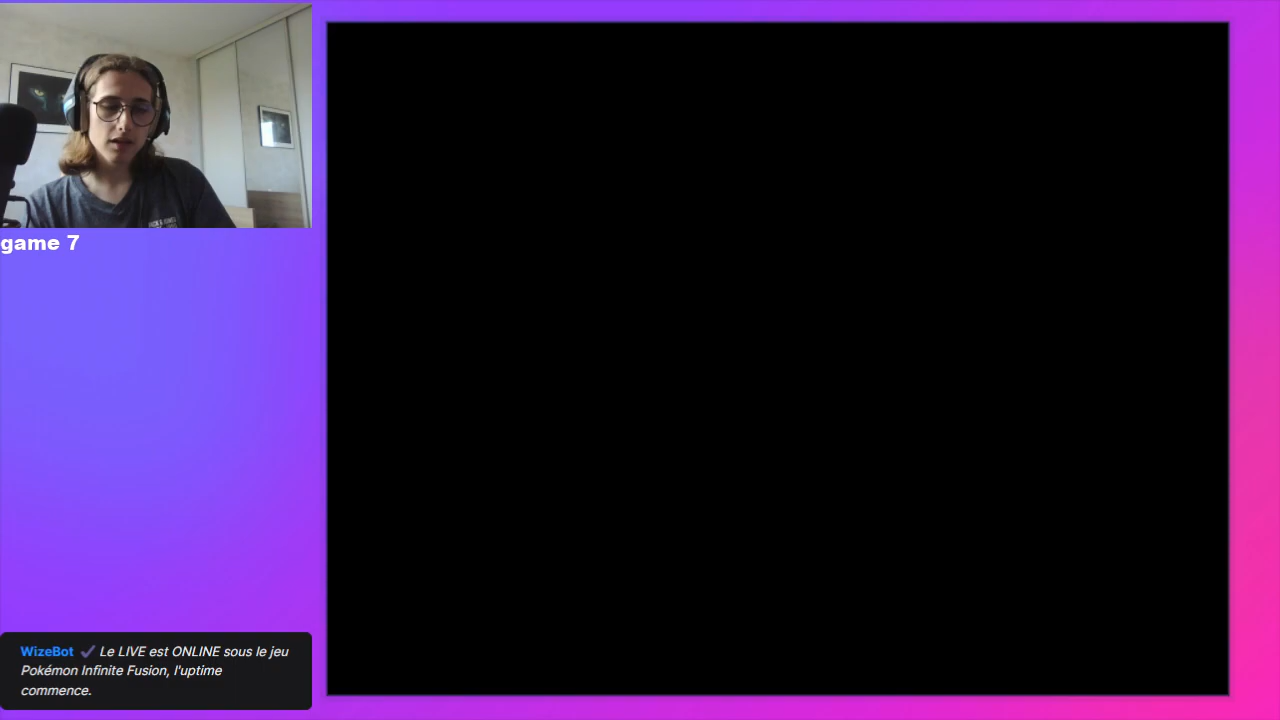 game 7
WizeBot ✔ Le LIVE est ONLINE sous le jeu
Pokémon Infinite Fusion, l'uptime
commence.